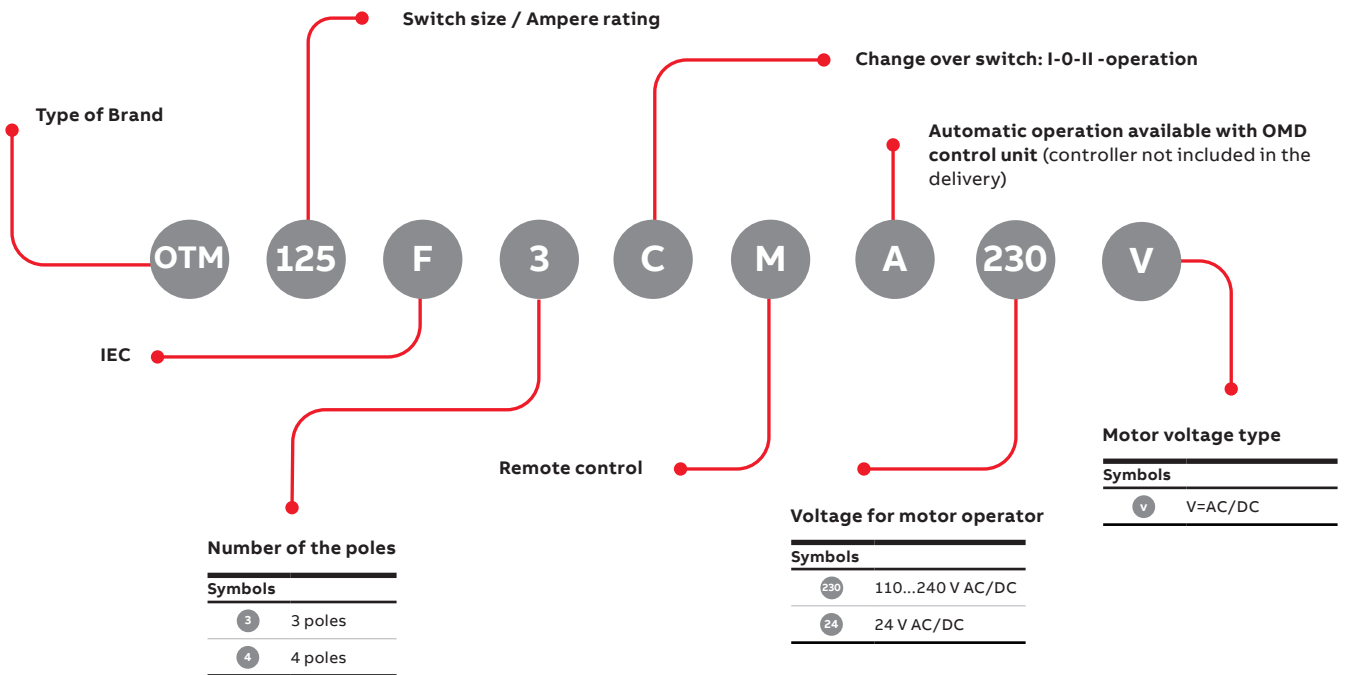 Switch size / Ampere rating
Change over switch: I-0-II -operation
Type of Brand
Automatic operation available with OMD
control unit (controller not included in the
delivery)
OTM 125 F 3 C M A 230 V
IEC
Remote control
Motor voltage type
Symbols
V V=AC/DC
Voltage for motor operator
Symbols
230 110...240 V AC/DC
24 24 V AC/DC
Number of the poles
Symbols
3 3 poles
4 4 poles